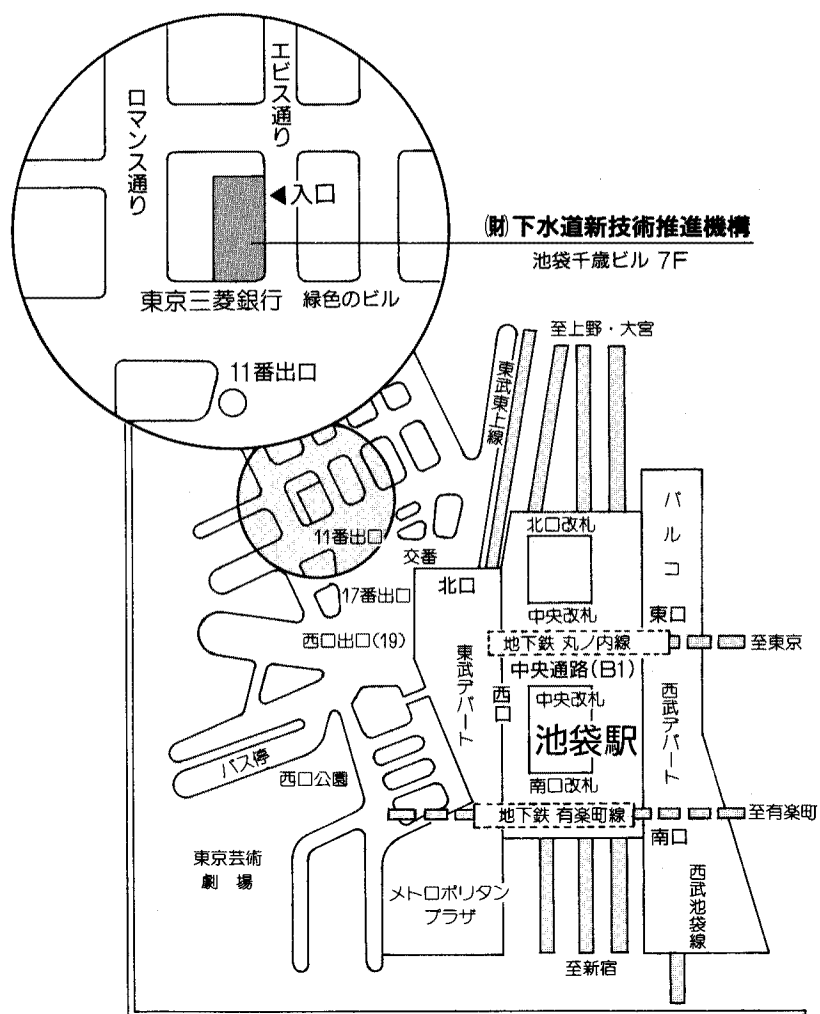 エビス通り
ロマンス通り
入口
(財)下水道新技術推進機構
池袋千歳ビル 7F
東京三菱銀行
緑色のビル
11番出口
至上野・大宮
東武東上線
パルコ
北口改札
11番出口
交番
北口
17番出口
中央改札
東口
西口出口(19)
地下鉄 丸ノ内線
至東京
東武デパート
中央通路(B1)
西口
中央改札
西武デパート
池袋駅
バス停
西口公園
南口改札
地下鉄 有楽町線
至有楽町
南口
東京芸術
劇場
メトロポリタン
プラザ
西武池袋線
至新宿